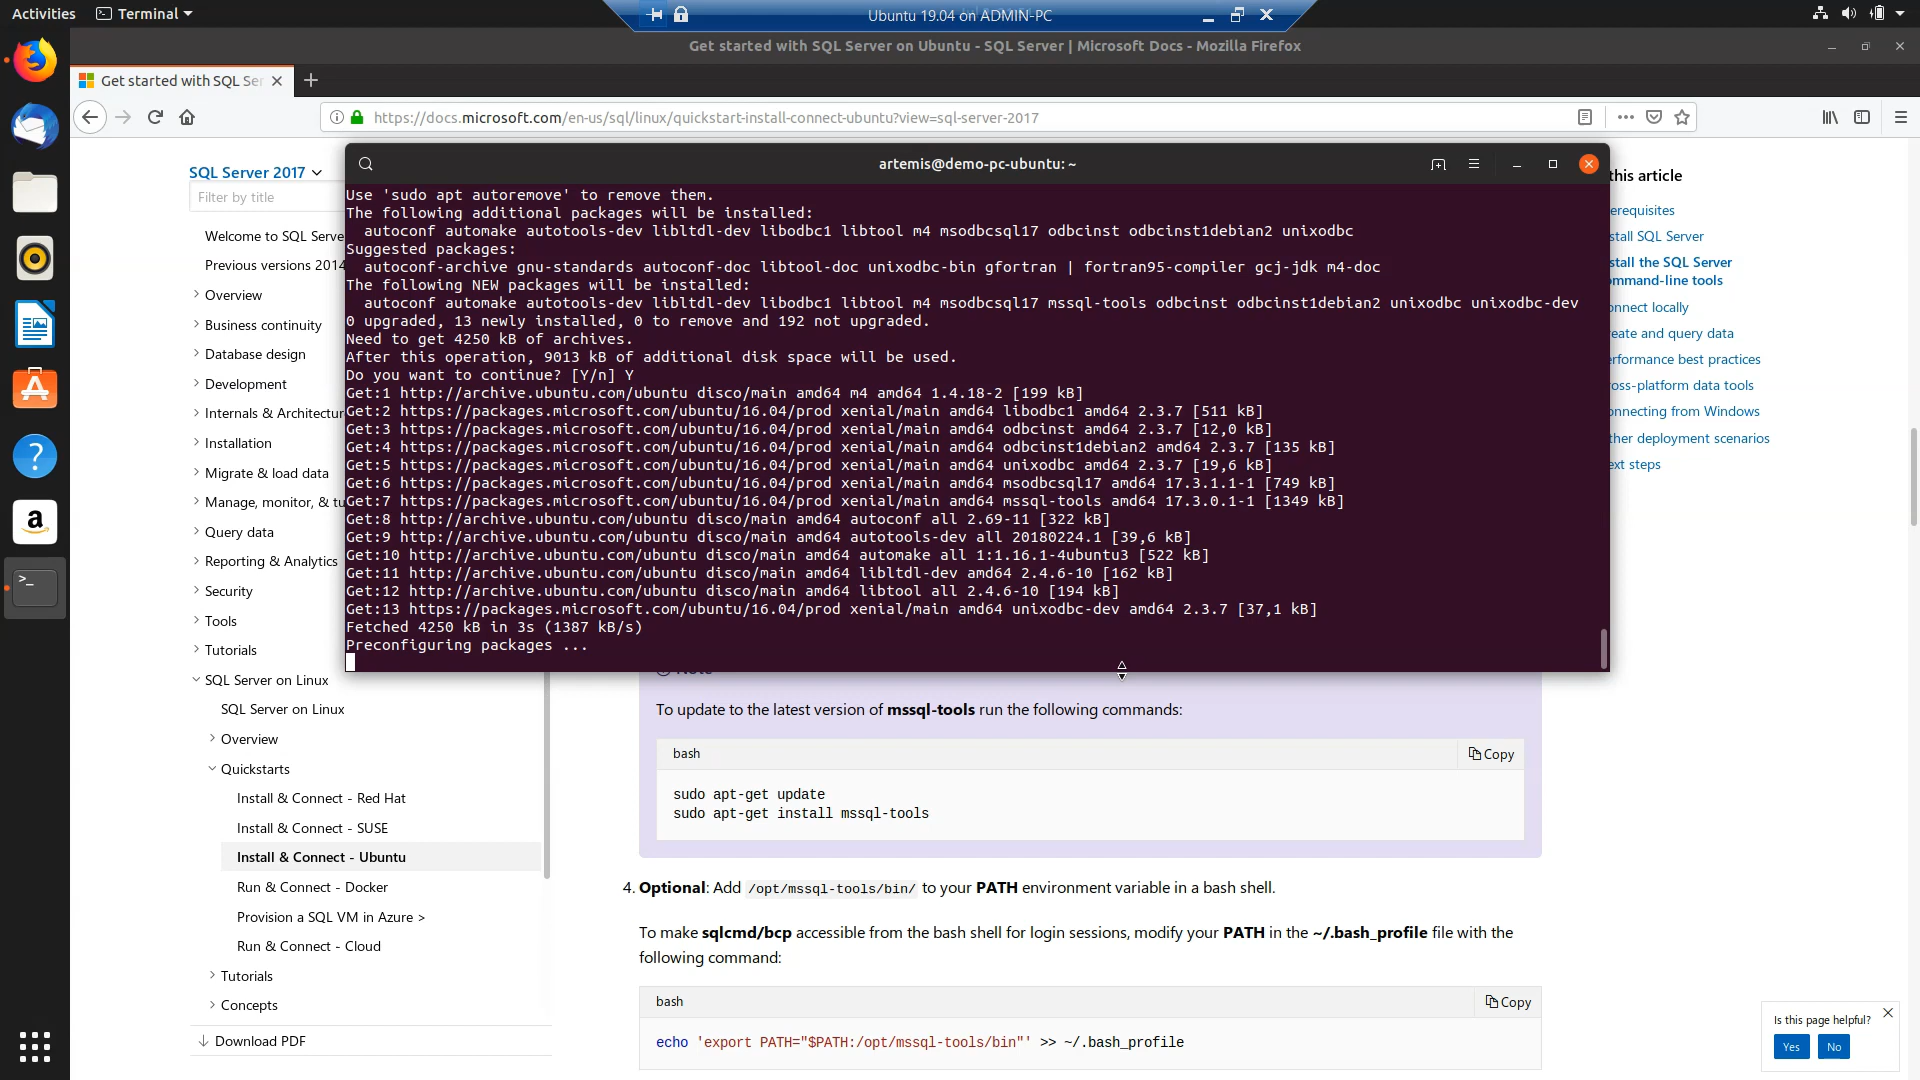 Activities
Terminal
Ubuntu 19.04 on ADMIN-PC
Get started with SQL Server on Ubuntu - SQL Server | Microsoft Docs - Mozilla Firefox
Get started with SQL Ser
https://docs.microsoft.com/en-us/sql/linux/quickstart-install-connect-ubuntu?view=sql-server-2017
SQL Server 2017
Filter by title
Welcome to SQL Serve
Previous versions 2014
Overview
Business continuity
Database design
Development
Internals & Architectur
Installation
Migrate & load data
Manage, monitor, & tu
Query data
Reporting & Analytics
Security
Tools
Tutorials
SQL Server on Linux
SQL Server on Linux
Overview
Quickstarts
Install & Connect - Red Hat
Install & Connect - SUSE
Install & Connect - Ubuntu
Run & Connect - Docker
Provision a SQL VM in Azure >
Run & Connect - Cloud
Tutorials
Concepts
Download PDF
artemis@demo-pc-ubuntu: ~
Use 'sudo apt autoremove' to remove them.
The following additional packages will be installed:
autoconf automake autotools-dev libltdl-dev libodbc1 libtool m4 msodbcsql17 odbcinst odbcinst1debian2 unixodbc
Suggested packages:
autoconf-archive gnu-standards autoconf-doc libtool-doc unixodbc-bin gfortran | fortran95-compiler gcj-jdk m4-doc
The following NEW packages will be installed:
autoconf automake autotools-dev libltdl-dev libodbc1 libtool m4 msodbcsql17 mssql-tools odbcinst odbcinst1debian2 unixodbc unixodbc-dev
0 upgraded, 13 newly installed, 0 to remove and 192 not upgraded.
Need to get 4250 kB of archives.
After this operation, 9013 kB of additional disk space will be used.
Do you want to continue? [Y/n] Y
Get:1 http://archive.ubuntu.com/ubuntu disco/main amd64 m4 amd64 1.4.18-2 [199 kB]
Get:2 https://packages.microsoft.com/ubuntu/16.04/prod xenial/main amd64 libodbc1 amd64 2.3.7 [511 kB]
Get:3 https://packages.microsoft.com/ubuntu/16.04/prod xenial/main amd64 odbcinst amd64 2.3.7 [12,0 kB]
Get:4 https://packages.microsoft.com/ubuntu/16.04/prod xenial/main amd64 odbcinst1debian2 amd64 2.3.7 [135 kB]
Get:5 https://packages.microsoft.com/ubuntu/16.04/prod xenial/main amd64 unixodbc amd64 2.3.7 [19,6 kB]
Get:6 https://packages.microsoft.com/ubuntu/16.04/prod xenial/main amd64 msodbcsql17 amd64 17.3.1.1-1 [749 kB]
Get:7 https://packages.microsoft.com/ubuntu/16.04/prod xenial/main amd64 mssql-tools amd64 17.3.0.1-1 [1349 kB]
Get:8 http://archive.ubuntu.com/ubuntu disco/main amd64 autoconf all 2.69-11 [322 kB]
Get:9 http://archive.ubuntu.com/ubuntu disco/main amd64 autotools-dev all 20180224.1 [39,6 kB]
Get:10 http://archive.ubuntu.com/ubuntu disco/main amd64 automake all 1:1.16.1-4ubuntu3 [522 kB]
Get:11 http://archive.ubuntu.com/ubuntu disco/main amd64 libltdl-dev amd64 2.4.6-10 [162 kB]
Get:12 http://archive.ubuntu.com/ubuntu disco/main amd64 libtool all 2.4.6-10 [194 kB]
Get:13 https://packages.microsoft.com/ubuntu/16.04/prod xenial/main amd64 unixodbc-dev amd64 2.3.7 [37,1 kB]
Fetched 4250 kB in 3s (1387 kB/s)
Preconfiguring packages ...
To update to the latest version of mssql-tools run the following commands:
bash
Copy
sudo apt-get update
sudo apt-get install mssql-tools
4. Optional: Add /opt/mssql-tools/bin/ to your PATH environment variable in a bash shell.
To make sqlcmd/bcp accessible from the bash shell for login sessions, modify your PATH in the ~/.bash_profile file with the
following command:
bash
Copy
echo 'export PATH="$PATH:/opt/mssql-tools/bin"' >> ~/.bash_profile
this article
erequisites
stall SQL Server
stall the SQL Server
ommand-line tools
onnect locally
reate and query data
erformance best practices
ross-platform data tools
onnecting from Windows
ther deployment scenarios
ext steps
Is this page helpful?
Yes
No